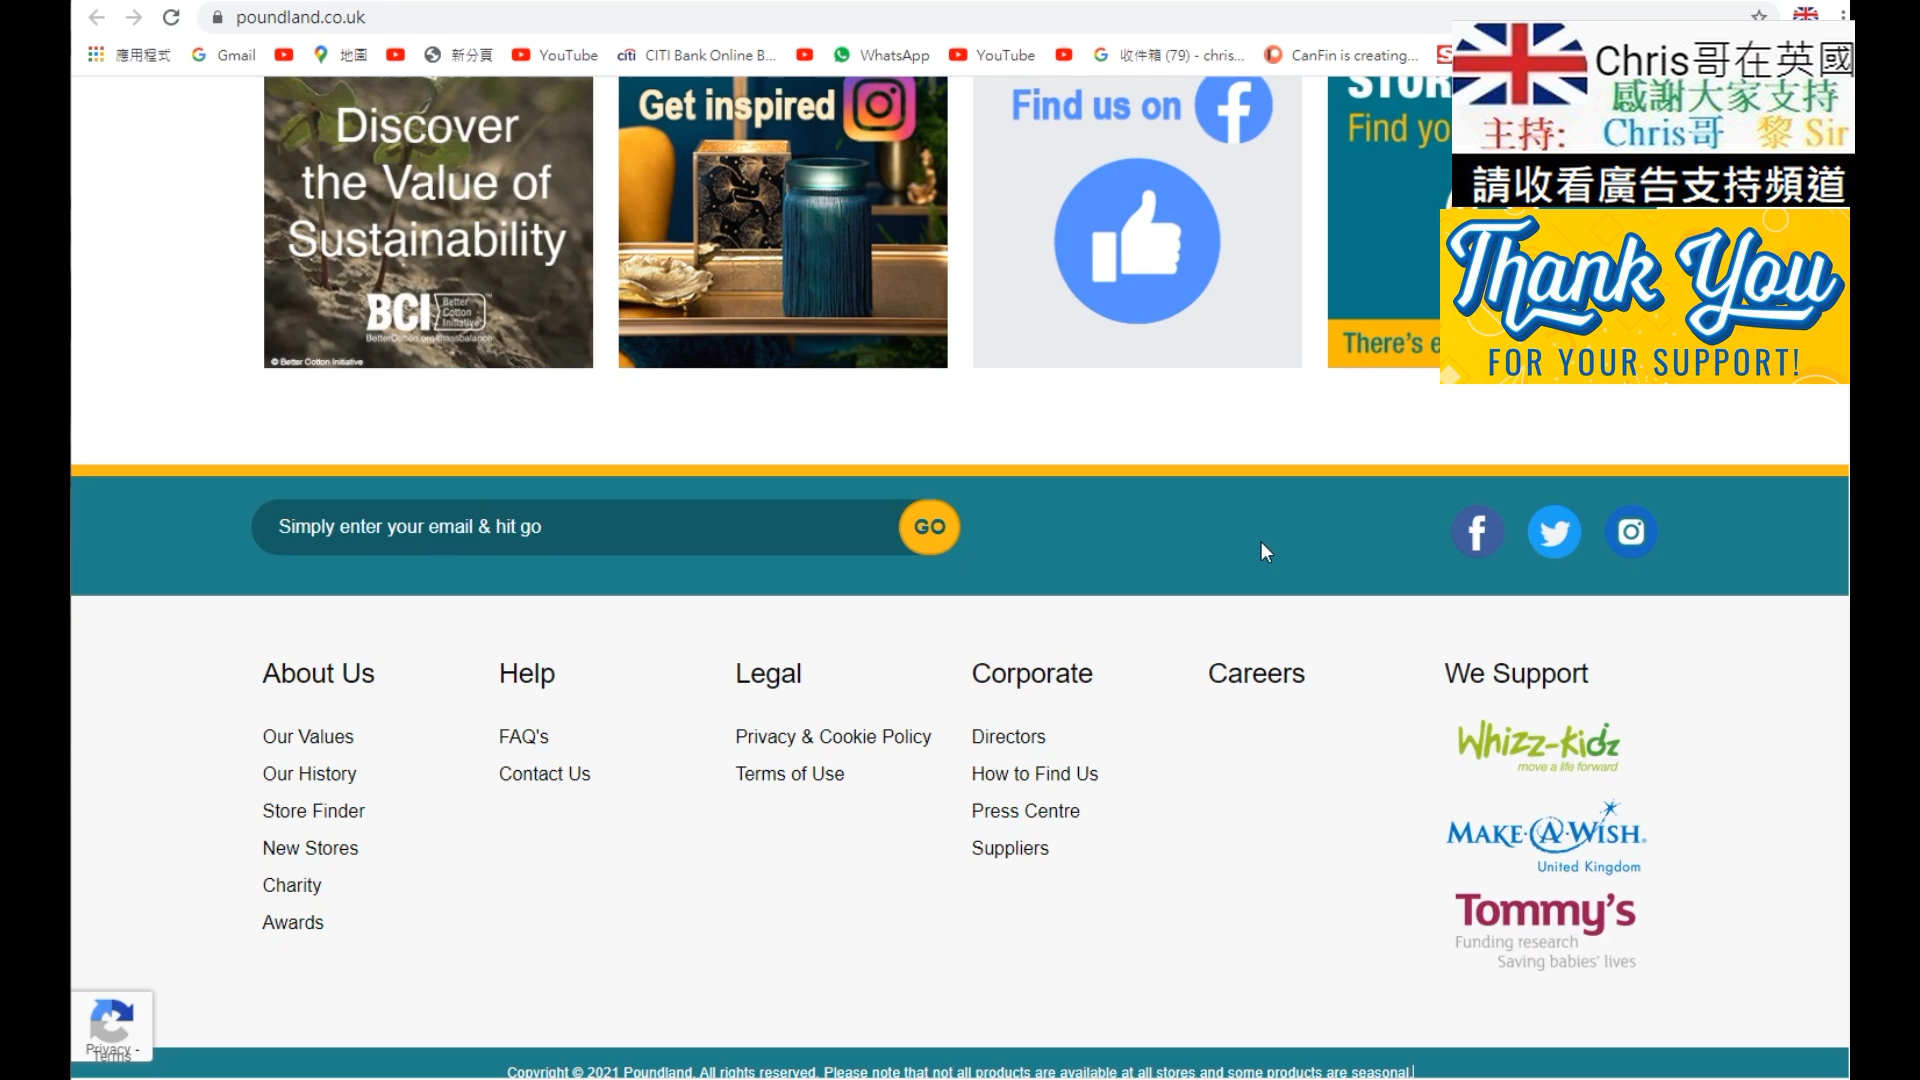 poundland.co.uk
應用程式
Gmail
地圖
新分頁
YouTube
citi CITI Bank Online B...
WhatsApp
YouTube
收件箱 (79) - chris...
CanFin is creating...
Chris哥在英國
感謝大家支持
主持: Chris哥 黎 Sir
請收看廣告支持頻道
Thank You
FOR YOUR SUPPORT!
Discover
the Value of
Sustainability
BCI Better
Cotton
Initiative
BetterCotton.org/massbalance
© Better Cotton Initiative
Get inspired
Find us on
Find yo
There's e
Simply enter your email & hit go
GO
About Us
Our Values
Our History
Store Finder
New Stores
Charity
Awards
Help
FAQ's
Contact Us
Legal
Privacy & Cookie Policy
Terms of Use
Corporate
Directors
How to Find Us
Press Centre
Suppliers
Careers
We Support
Whizz-kidz
move a life forward
MAKE·A·WISH®
United Kingdom
Tommy's
Funding research
Saving babies' lives
Privacy -
Terms
Copyright © 2021 Poundland. All rights reserved. Please note that not all products are available at all stores and some products are seasonal.